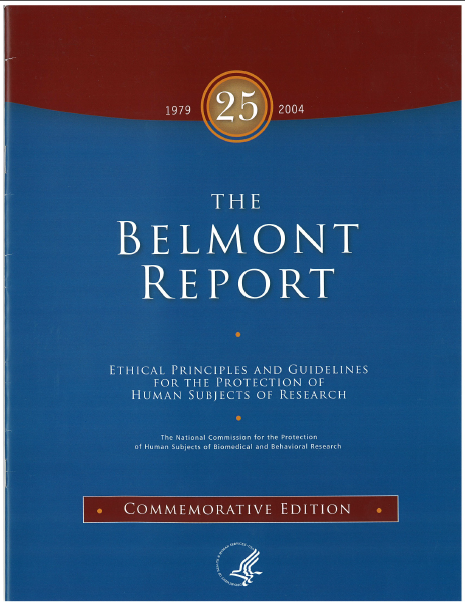 1979 25 2004
THE
BELMONT
REPORT
ETHICAL PRINCIPLES AND GUIDELINES
FOR THE PROTECTION OF
HUMAN SUBJECTS OF RESEARCH
The National Commission for the Protection
of Human Subjects of Biomedical and Behavioral Research
• COMMEMORATIVE EDITION •